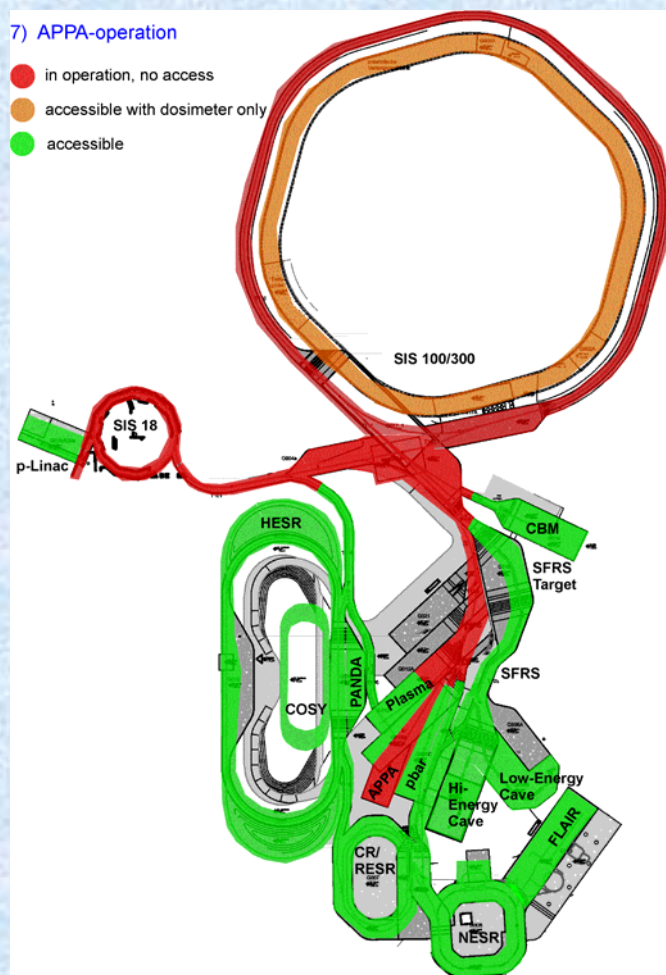 7) APPA-operation
in operation, no access
accessible with dosimeter only
accessible
SIS 100/300
SIS 18
p-Linac
HESR
CBM
SFRS
Target
PANDA
SFRS
Plasma
COSY
pbar
APPA
Low-Energy
Cave
Hi-
Energy
Cave
FLAIR
CR/
RESR
NESR